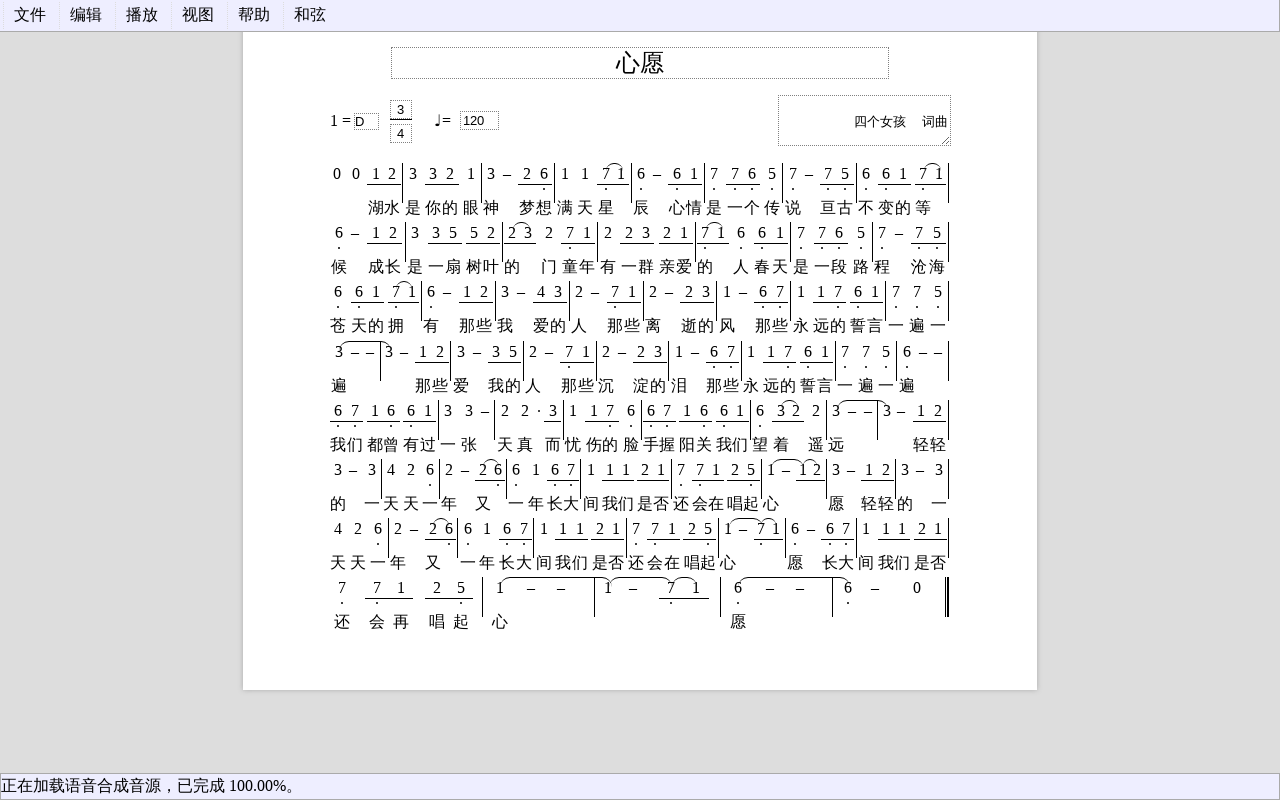 文件 编辑 播放 视图 帮助 和弦
心愿
1 = D 3/4 ♩= 120 四个女孩 词曲
0 0 1 2 | 3 3 2 1 | 3 – 2 6 | 1 1 7 1 | 6 – 6 1 | 7 7 6 5 | 7 – 7 5 | 6 6 1 7 1 |
湖水 是 你的 眼 神 梦想 满 天 星 辰 心情 是 一个 传 说 亘古 不 变的 等
6 – 1 2 | 3 3 5 5 2 | 2 3 2 7 1 | 2 2 3 2 1 | 7 1 6 6 1 | 7 7 6 5 | 7 – 7 5 |
候 成长 是 一扇 树叶 的 门 童年 有 一群 亲爱 的 人 春天 是 一段 路 程 沧海
6 6 1 7 1 | 6 – 1 2 | 3 – 4 3 | 2 – 7 1 | 2 – 2 3 | 1 – 6 7 | 1 1 7 6 1 | 7 7 5
苍 天的 拥 有 那些 我 爱的 人 那些 离 逝的 风 那些 永 远的 誓言 一 遍 一
3 – – | 3 – 1 2 | 3 – 3 5 | 2 – 7 1 | 2 – 2 3 | 1 – 6 7 | 1 1 7 6 1 | 7 7 5 | 6 – – |
遍 那些 爱 我的 人 那些 沉 淀的 泪 那些 永 远的 誓言 一 遍 一 遍
6 7 1 6 6 1 | 3 3 – | 2 2 · 3 | 1 1 7 6 | 6 7 1 6 6 1 | 6 3 2 2 | 3 – – | 3 – 1 2 |
我们 都曾 有过 一 张 天 真 而 忧 伤的 脸 手握 阳关 我们 望 着 遥 远 轻轻
3 – 3 | 4 2 6 | 2 – 2 6 | 6 1 6 7 | 1 1 1 2 1 | 7 7 1 2 5 | 1 – 1 2 | 3 – 1 2 | 3 – 3 |
的 一 天 天 一 年 又 一 年 长大 间 我们 是否 还 会在 唱起 心 愿 轻轻 的 一
4 2 6 | 2 – 2 6 | 6 1 6 7 | 1 1 1 2 1 | 7 7 1 2 5 | 1 – 7 1 | 6 – 6 7 | 1 1 1 2 1 |
天 天 一 年 又 一 年 长大 间 我们 是否 还 会在 唱起 心 愿 长大 间 我们 是否
7 7 1 2 5 | 1 – – | 1 – 7 1 | 6 – – | 6 – 0 ||
还 会 再 唱 起 心 愿
正在加载语音合成音源，已完成 100.00%。